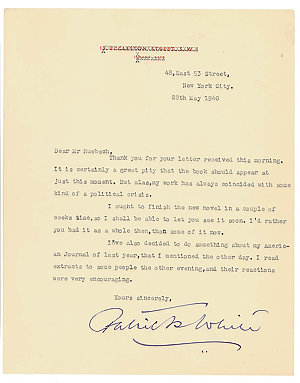 48, East 53 Street,
New York City.
28th May 1940
Dear Mr Huebsch,
Thank you for your letter received this morning.
It is certainly a great pity that the book should appear at
just this moment. But alas,my work has always coincided with some
kind of a political crisis.
I ought to finish the new novel in a couple of
weeks time,so I shall be able to let you see it soon. I'd rather
you had it as a whole then,than some of it now.
I've also decided to do something about my Americ-
an Journal of last year,that I mentioned the other day. I read
extracts to some people the other evening,and their reactions
were very encouraging.
Yours sincerely,
Patrick White